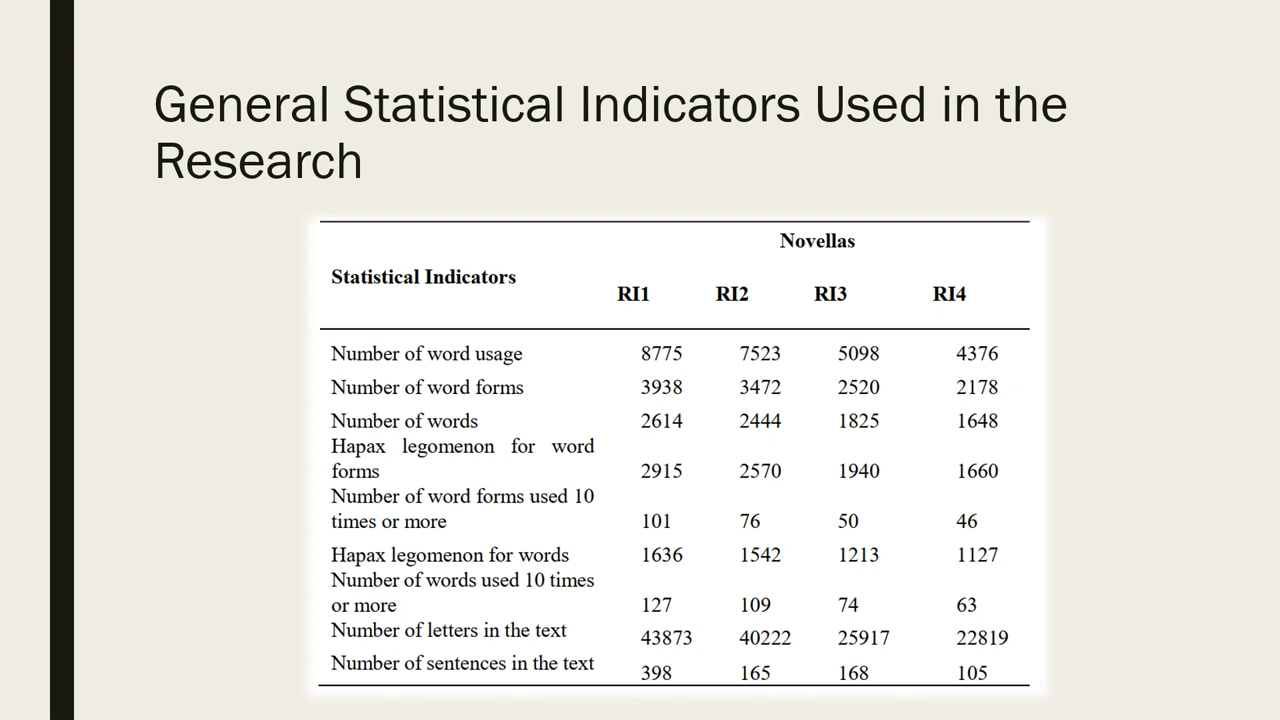 General Statistical Indicators Used in the
Research
Novellas
Statistical Indicators
RI1 RI2 RI3 RI4
Number of word usage 8775 7523 5098 4376
Number of word forms 3938 3472 2520 2178
Number of words 2614 2444 1825 1648
Hapax legomenon for word
forms 2915 2570 1940 1660
Number of word forms used 10
times or more 101 76 50 46
Hapax legomenon for words 1636 1542 1213 1127
Number of words used 10 times
or more 127 109 74 63
Number of letters in the text 43873 40222 25917 22819
Number of sentences in the text 398 165 168 105